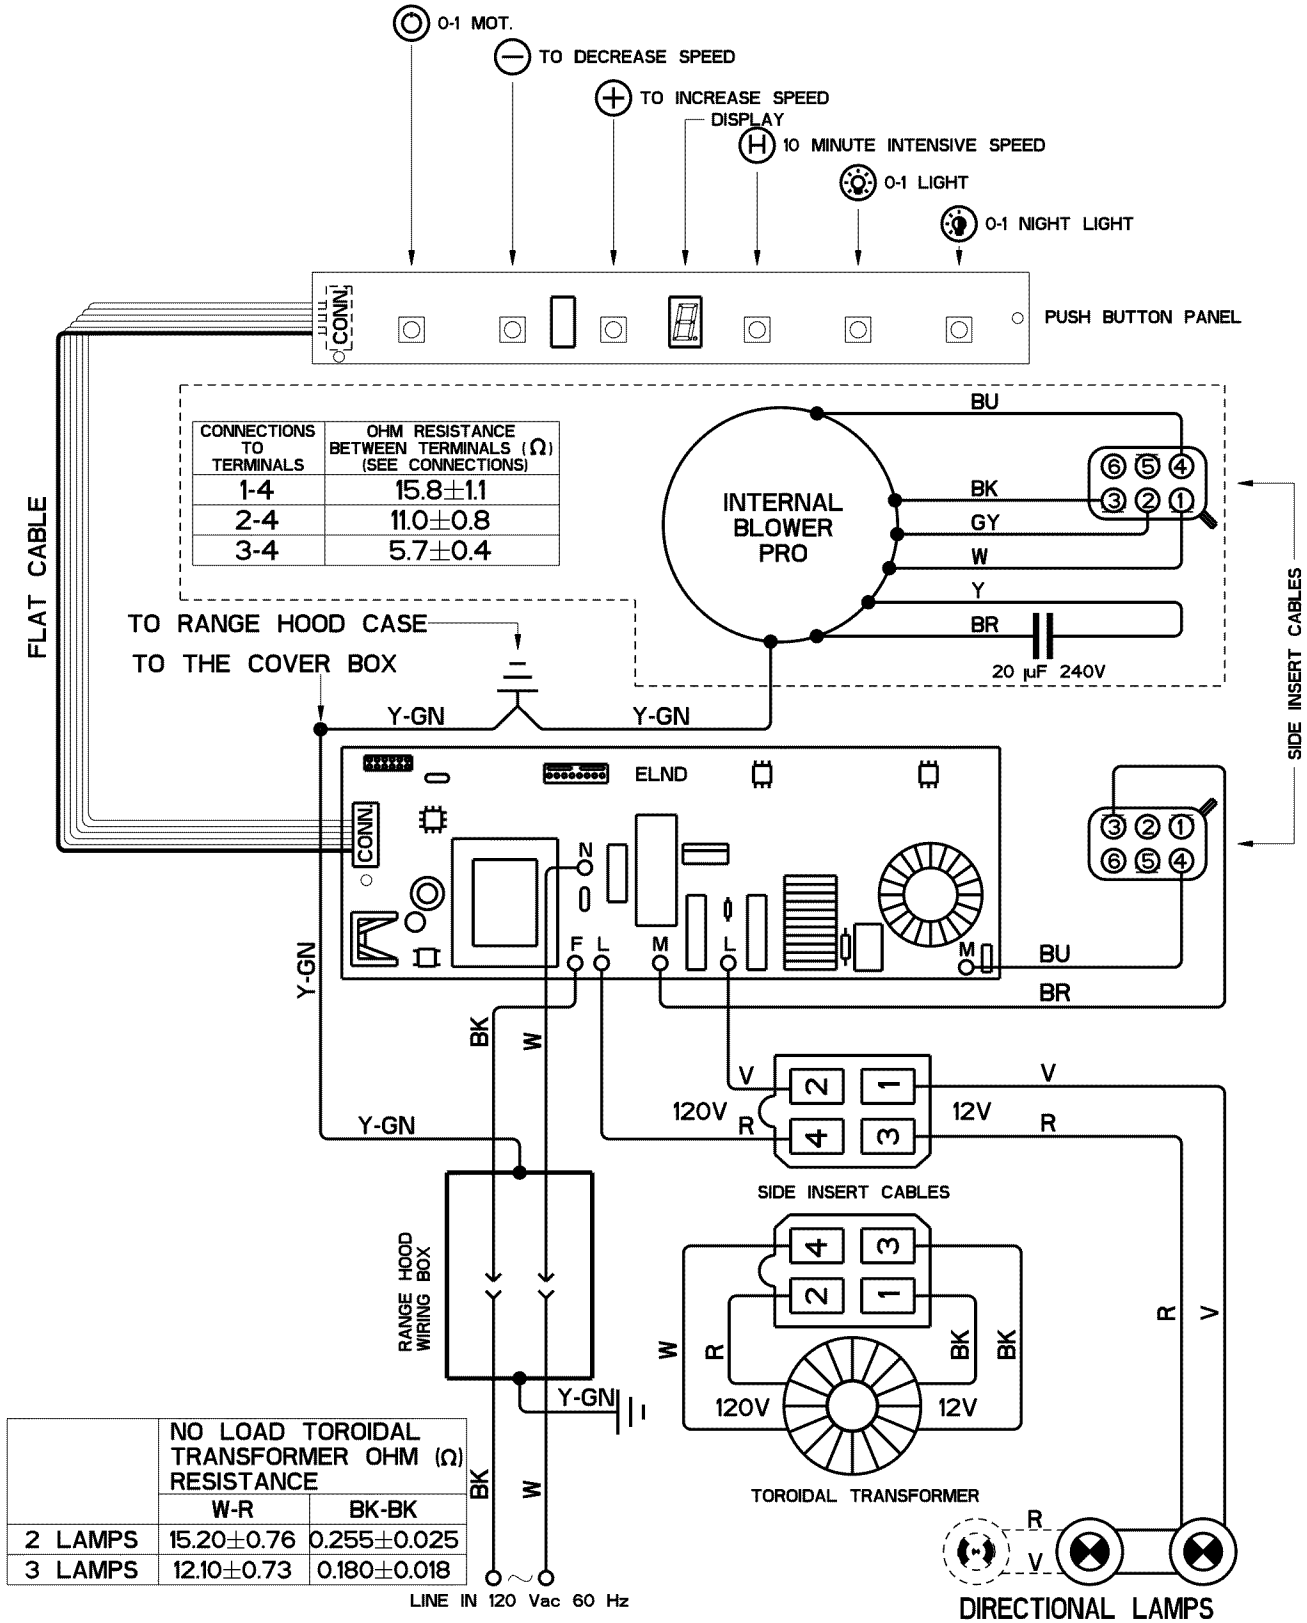 0-1 MOT.
TO DECREASE SPEED
TO INCREASE SPEED
DISPLAY
H 10 MINUTE INTENSIVE SPEED
0-1 LIGHT
0-1 NIGHT LIGHT
CONN.
8.
PUSH BUTTON PANEL
FLAT CABLE
CONNECTIONS TO TERMINALS
OHM RESISTANCE BETWEEN TERMINALS (Ω) (SEE CONNECTIONS)
1-4 15.8±1.1
2-4 11.0±0.8
3-4 5.7±0.4
INTERNAL
BLOWER
PRO
BU
BK
GY
W
Y
BR
20 µF 240V
6 5 4
3 2 1
SIDE INSERT CABLES
TO RANGE HOOD CASE
TO THE COVER BOX
Y-GN
Y-GN
ELND
CONN.
N
F L M L M
3 2 1
6 5 4
BU
BR
Y-GN
BK
W
V
R
120V
2 1
4 3
12V
V
R
Y-GN
SIDE INSERT CABLES
RANGE HOOD
WIRING BOX
4 3
2 1
W
R
BK
BK
R
V
120V
12V
TOROIDAL TRANSFORMER
Y-GN
BK
W
NO LOAD TOROIDAL
TRANSFORMER OHM (Ω)
RESISTANCE
W-R BK-BK
2 LAMPS 15.20±0.76 0.255±0.025
3 LAMPS 12.10±0.73 0.180±0.018
LINE IN 120 Vac 60 Hz
R
V
DIRECTIONAL LAMPS